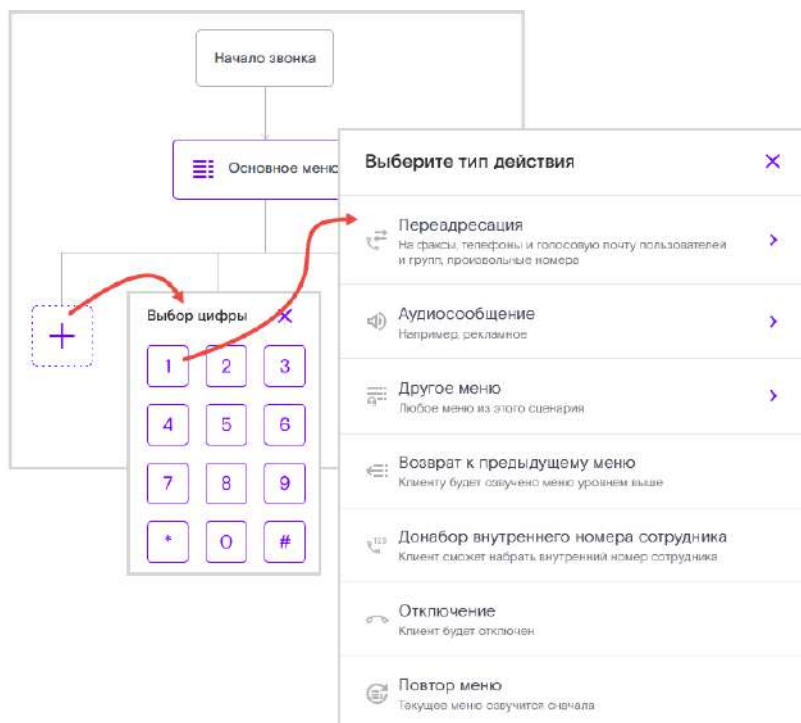 Начало звонка
Основное меню
Выбор цифры
1 2 3
4 5 6
7 8 9
* 0 #
Выберите тип действия
Переадресация
На факсы, телефоны и голосовую почту пользователей
и групп, произвольные номера
Аудиосообщение
Например, рекламное
Другое меню
Любое меню из этого сценария
Возврат к предыдущему меню
Клиенту будет озвучено меню уровнем выше
123
Донабор внутреннего номера сотрудника
Клиент сможет набрать внутренний номер сотрудника
Отключение
Клиент будет отключен
Повтор меню
Текущее меню озвучится сначала